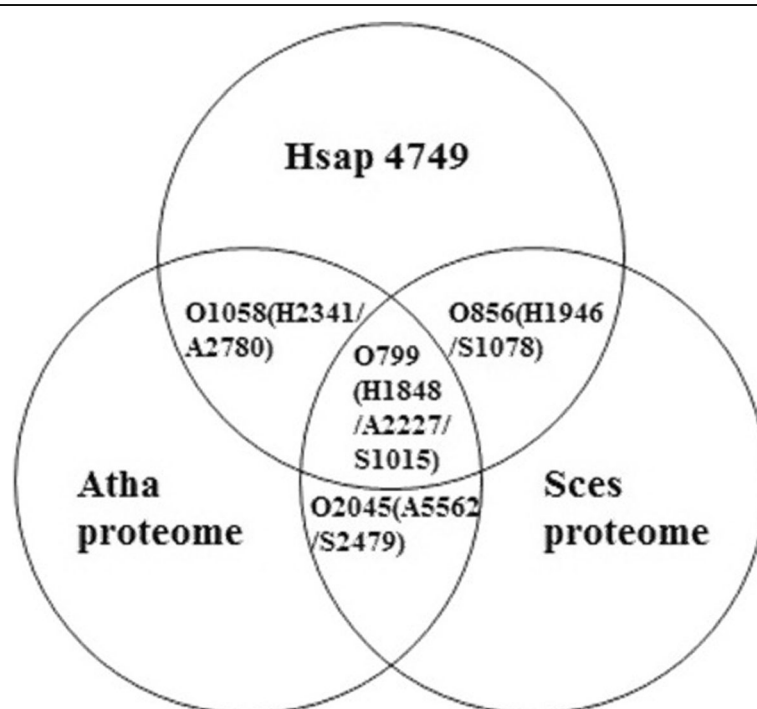 Hsap 4749
O1058(H2341/
A2780)
O856(H1946
/S1078)
O799
(H1848
/A2227/
S1015)
Atha
proteome
Sces
proteome
O2045(A5562
/S2479)